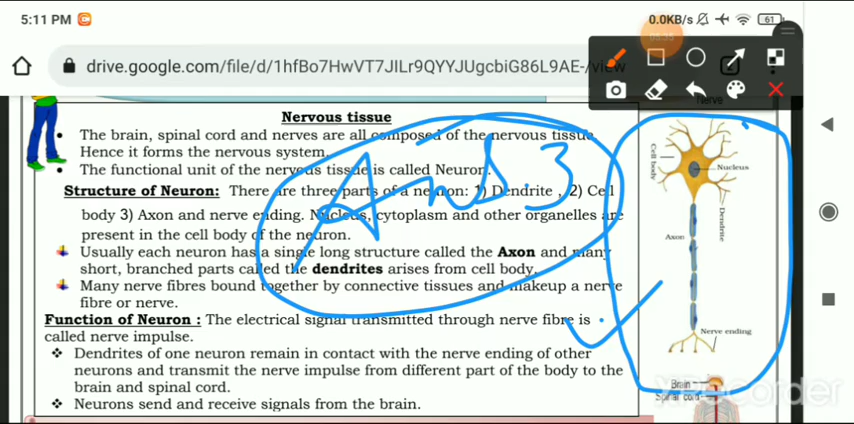 5:11 PM
0.0KB/s
61
drive.google.com/file/d/1hfBo7HwVT7JILr9QYYJUgcbiG86L9AE-/view
Nervous tissue
• The brain, spinal cord and nerves are all composed of the nervous tissue.
Hence it forms the nervous system.
• The functional unit of the nervous tissue is called Neuron.
Structure of Neuron: There are three parts of a neuron: 1) Dendrite , 2) Cell
body 3) Axon and nerve ending. Nucleus, cytoplasm and other organelles are
present in the cell body of the neuron.
Usually each neuron has a single long structure called the Axon and many
short, branched parts called the dendrites arises from cell body.
Many nerve fibres bound together by connective tissues and makeup a nerve
fibre or nerve.
Function of Neuron : The electrical signal transmitted through nerve fibre is
called nerve impulse.
❖ Dendrites of one neuron remain in contact with the nerve ending of other
neurons and transmit the nerve impulse from different part of the body to the
brain and spinal cord.
❖ Neurons send and receive signals from the brain.
Ans.3
Nerve
Cell body
Nucleus
Dendrite
Axon
Nerve ending
Brain
Spinal cord